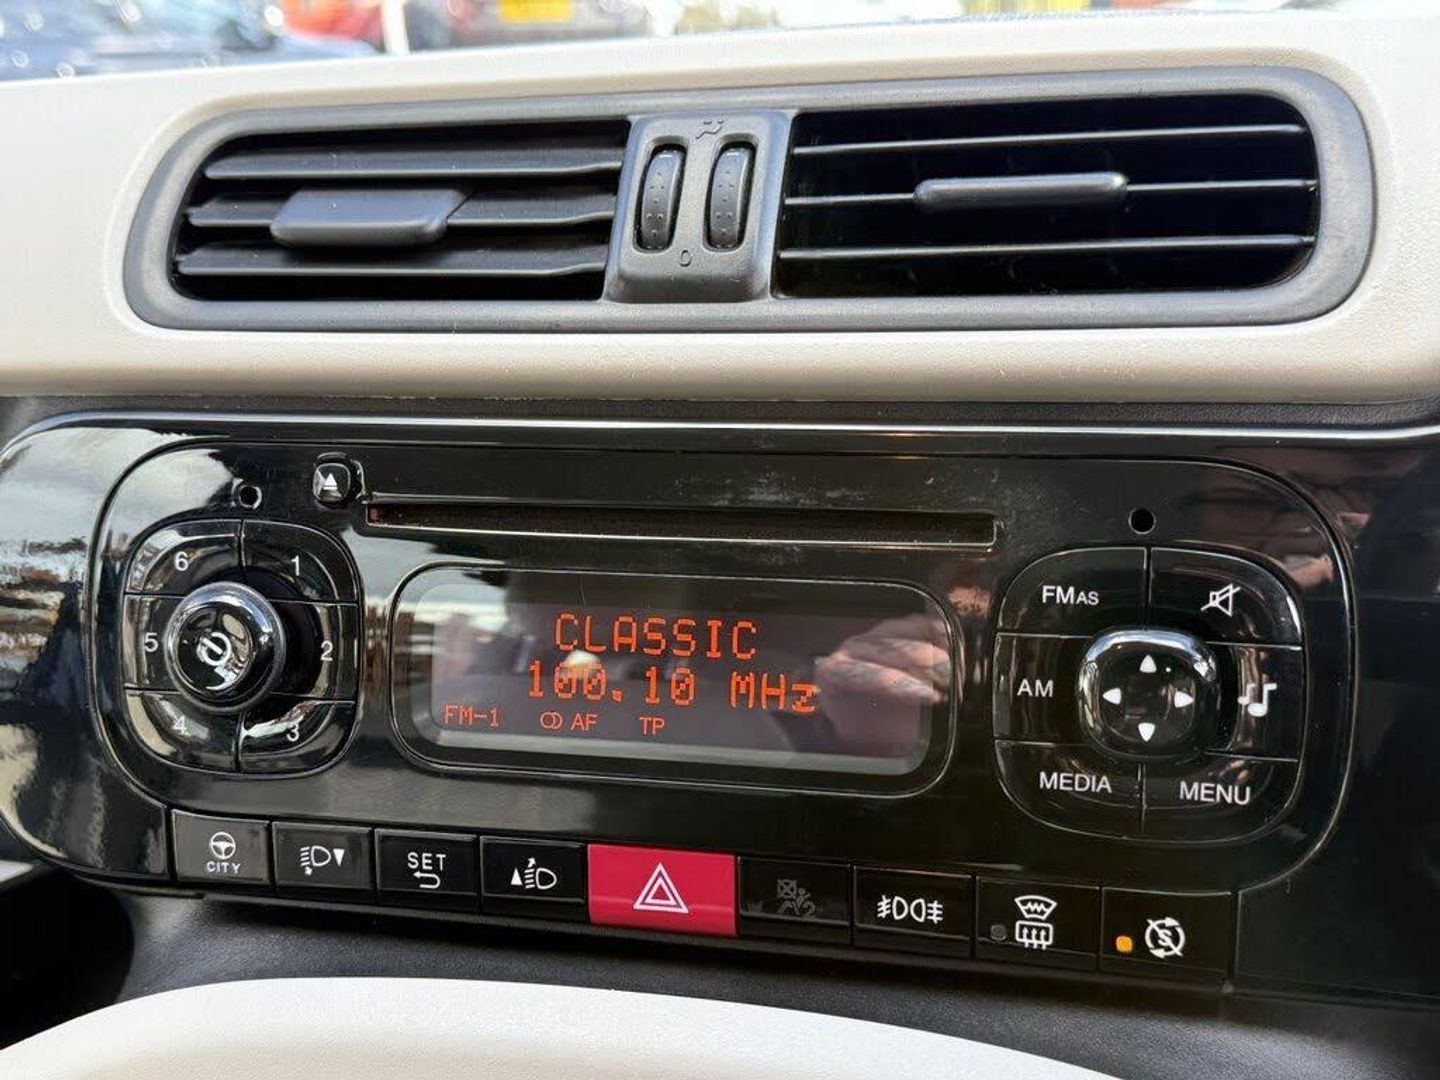 0
6
1
5
2
4
3
CLASSIC
100.10 MHz
FM-1 AF TP
FMAS
AM
MEDIA
MENU
CITY
SET